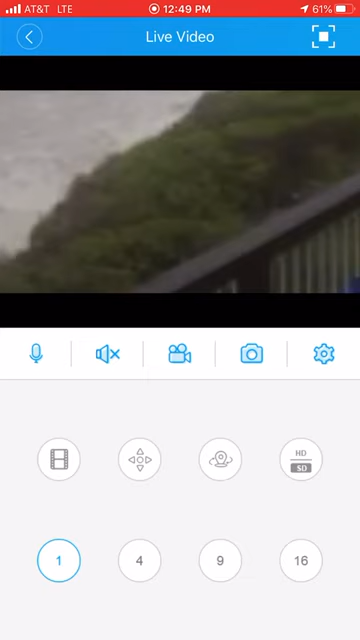 AT&T LTE 12:49 PM 61%
Live Video
HD
SD
1 4 9 16